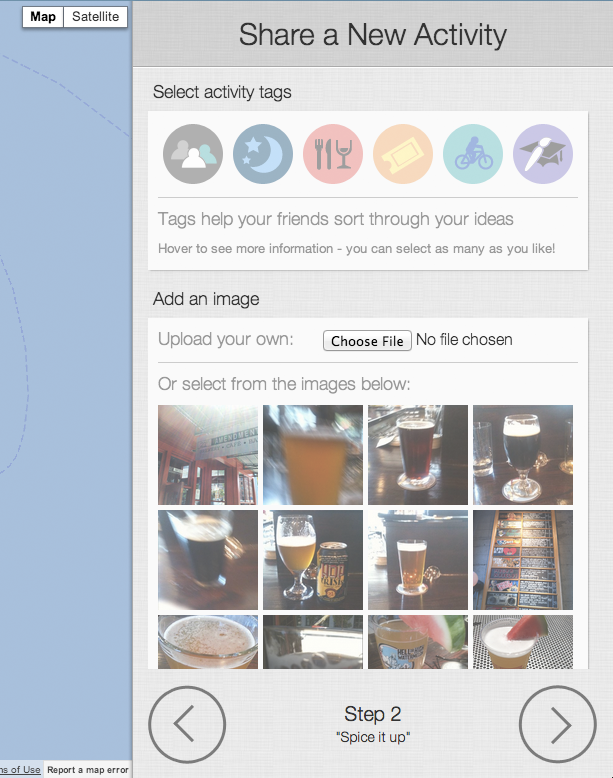 Map Satellite
Share a New Activity
Select activity tags
Tags help your friends sort through your ideas
Hover to see more information - you can select as many as you like!
Add an image
Upload your own: Choose File No file chosen
Or select from the images below:
AMENDMENT
Step 2
"Spice it up"
ns of Use Report a map error